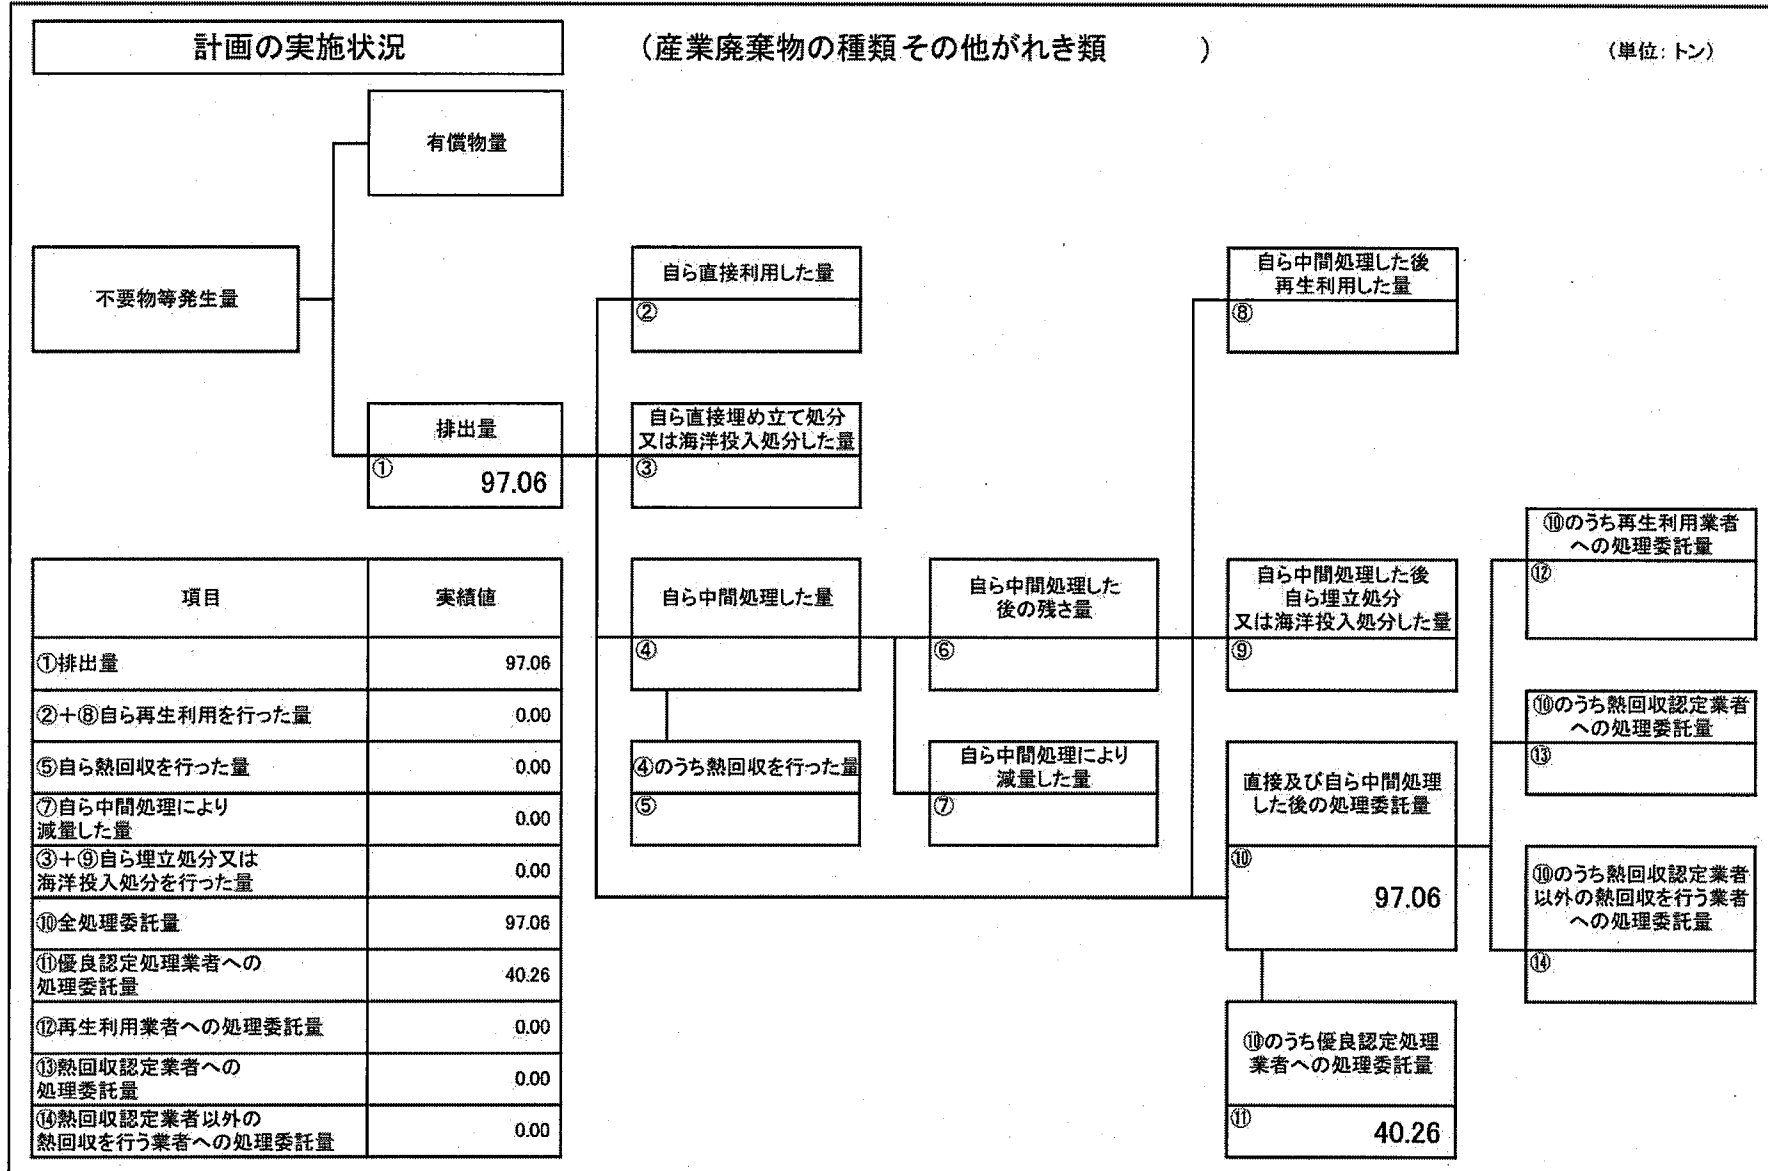 計画の実施状況
（産業廃棄物の種類 その他がれき類　　　）
（単位：トン）
有償物量
不要物等発生量
自ら直接利用した量
②
自ら中間処理した後
再生利用した量
⑧
排出量
① 97.06
自ら直接埋め立て処分
又は海洋投入処分した量
③
自ら中間処理した量
④
自ら中間処理した
後の残さ量
⑥
自ら中間処理した後
自ら埋立処分
又は海洋投入処分した量
⑨
⑩のうち再生利用業者
への処理委託量
⑫
④のうち熱回収を行った量
⑤
自ら中間処理により
減量した量
⑦
直接及び自ら中間処理
した後の処理委託量
⑩
97.06
⑩のうち熱回収認定業者
への処理委託量
⑬
⑩のうち熱回収認定業者
以外の熱回収を行う業者
への処理委託量
⑭
⑩のうち優良認定処理
業者への処理委託量
⑪ 40.26
項目 実績値
①排出量 97.06
②＋⑧自ら再生利用を行った量 0.00
⑤自ら熱回収を行った量 0.00
⑦自ら中間処理により
減量した量 0.00
③＋⑨自ら埋立処分又は
海洋投入処分を行った量 0.00
⑩全処理委託量 97.06
⑪優良認定処理業者への
処理委託量 40.26
⑫再生利用業者への処理委託量 0.00
⑬熱回収認定業者への
処理委託量 0.00
⑭熱回収認定業者以外の
熱回収を行う業者への処理委託量 0.00